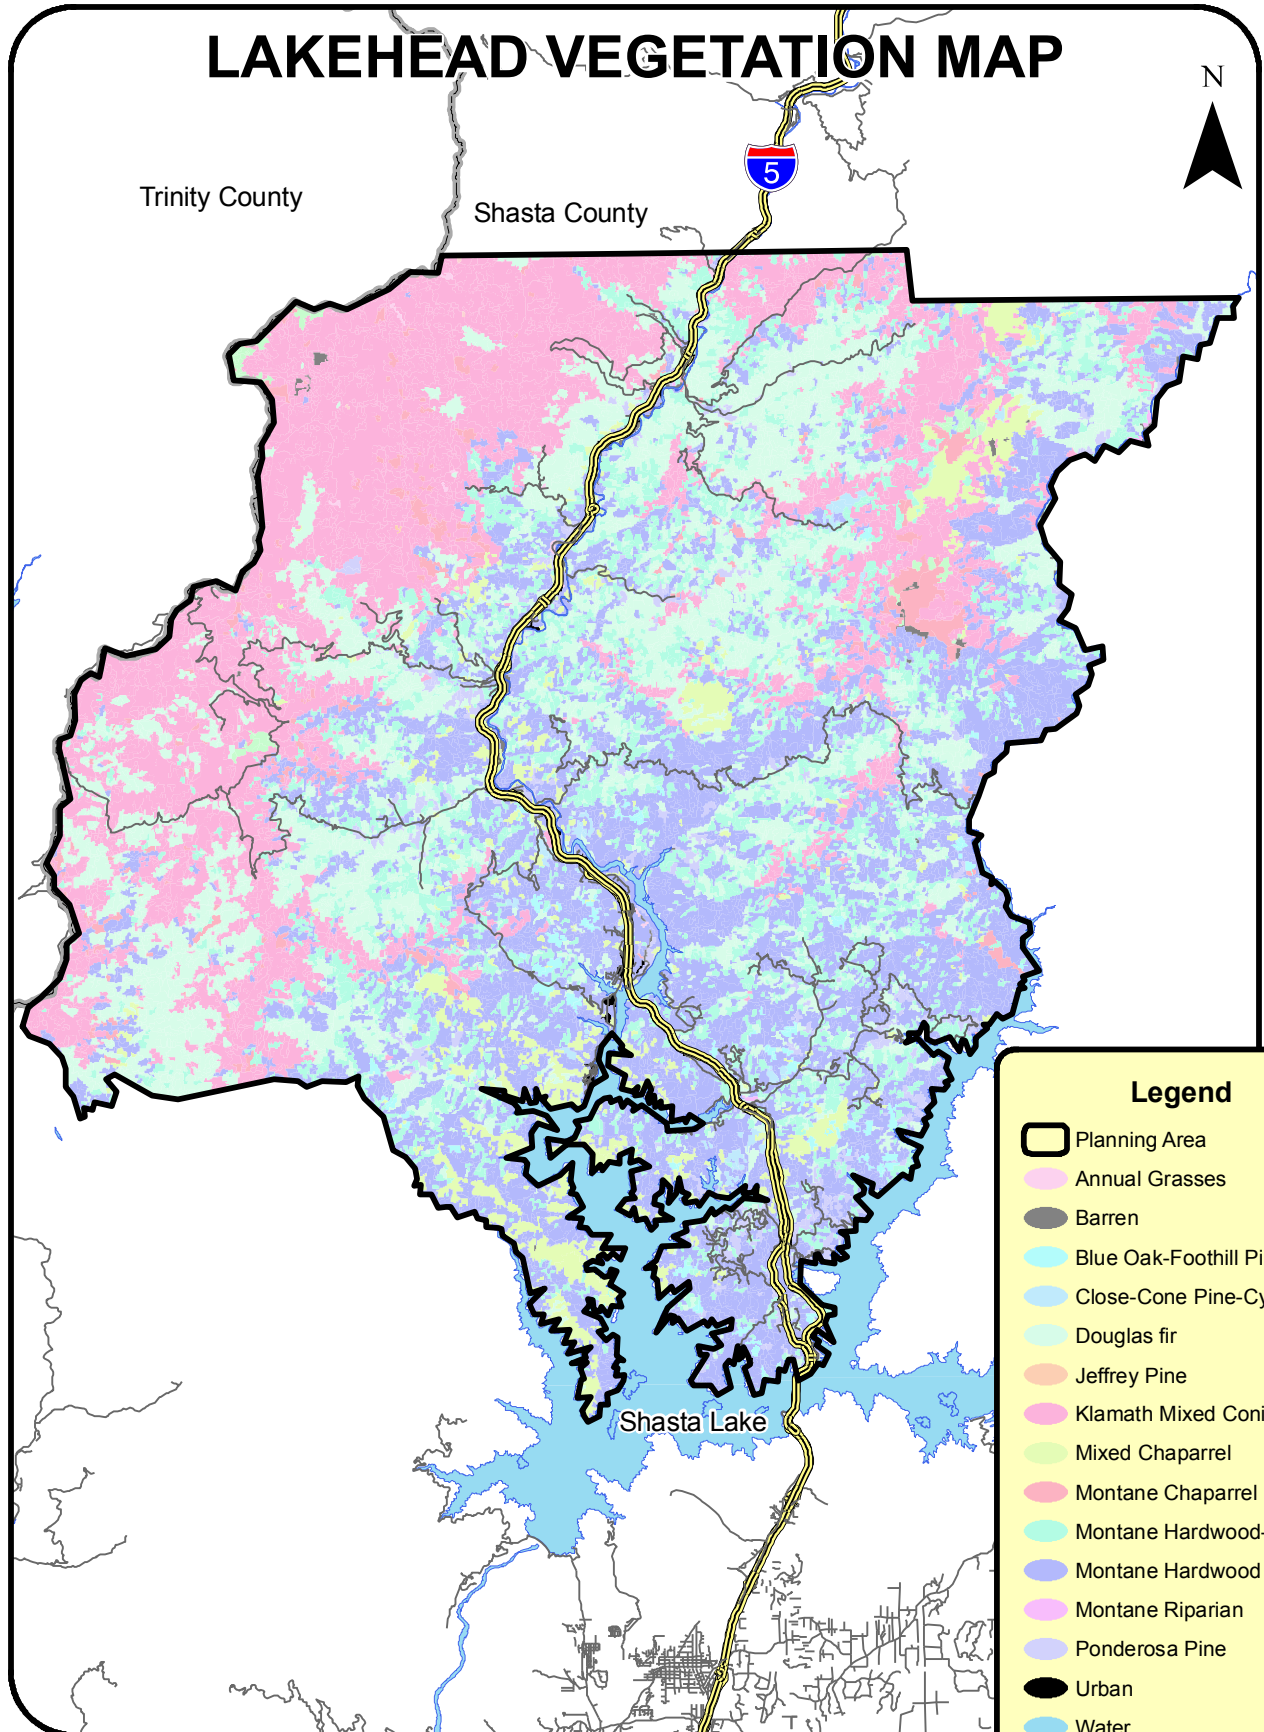 LAKEHEAD VEGETATION MAP
N
5
Trinity County
Shasta County
Shasta Lake
Legend
Planning Area
Annual Grasses
Barren
Blue Oak-Foothill Pi
Close-Cone Pine-Cy
Douglas fir
Jeffrey Pine
Klamath Mixed Coni
Mixed Chaparrel
Montane Chaparrel
Montane Hardwood-
Montane Hardwood
Montane Riparian
Ponderosa Pine
Urban
Water